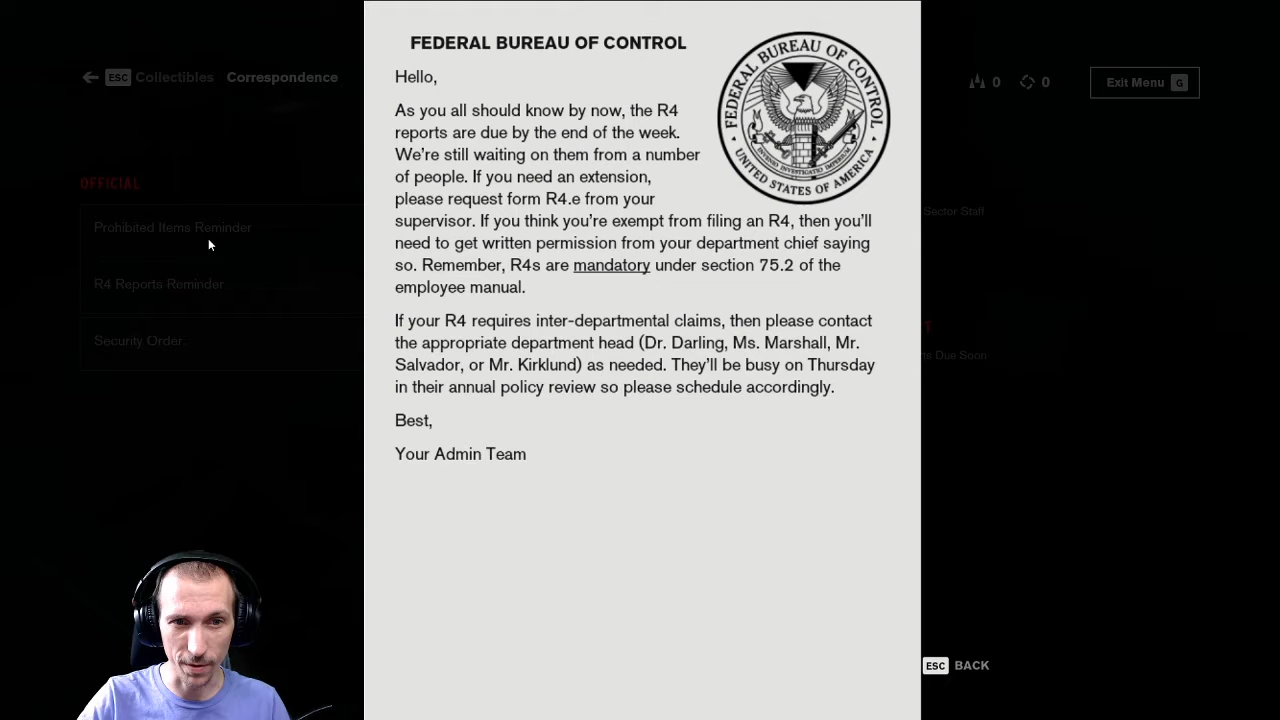 FEDERAL BUREAU OF CONTROL
Hello,
As you all should know by now, the R4
reports are due by the end of the week.
We’re still waiting on them from a number
of people. If you need an extension,
please request form R4.e from your
supervisor. If you think you’re exempt from filing an R4, then you’ll
need to get written permission from your department chief saying
so. Remember, R4s are mandatory under section 75.2 of the
employee manual.
If your R4 requires inter-departmental claims, then please contact
the appropriate department head (Dr. Darling, Ms. Marshall, Mr.
Salvador, or Mr. Kirklund) as needed. They’ll be busy on Thursday
in their annual policy review so please schedule accordingly.
Best,
Your Admin Team
FEDERAL BUREAU OF CONTROL
INVENIO INVESTIGATIO IMPERIUM
UNITED STATES OF AMERICA
ESC Collectibles Correspondence
0 0
Exit Menu G
OFFICIAL
Prohibited Items Reminder
R4 Reports Reminder
Security Order
Sector Staff
T
Due Soon
ESC BACK